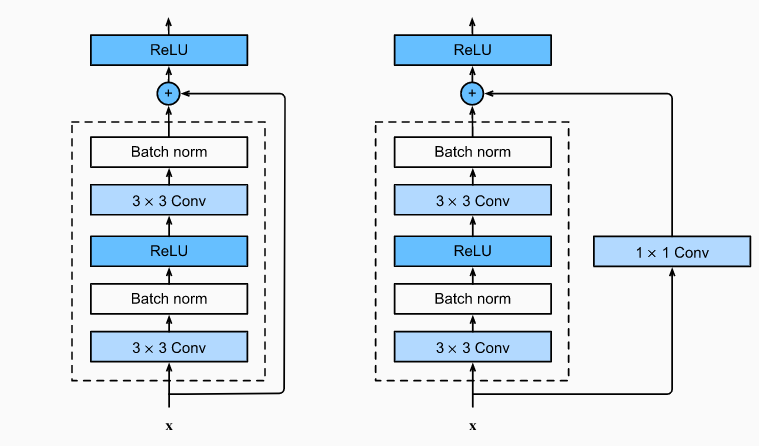 ReLU
+
Batch norm
3 × 3 Conv
ReLU
Batch norm
3 × 3 Conv
x
ReLU
+
Batch norm
3 × 3 Conv
ReLU
1 × 1 Conv
Batch norm
3 × 3 Conv
x